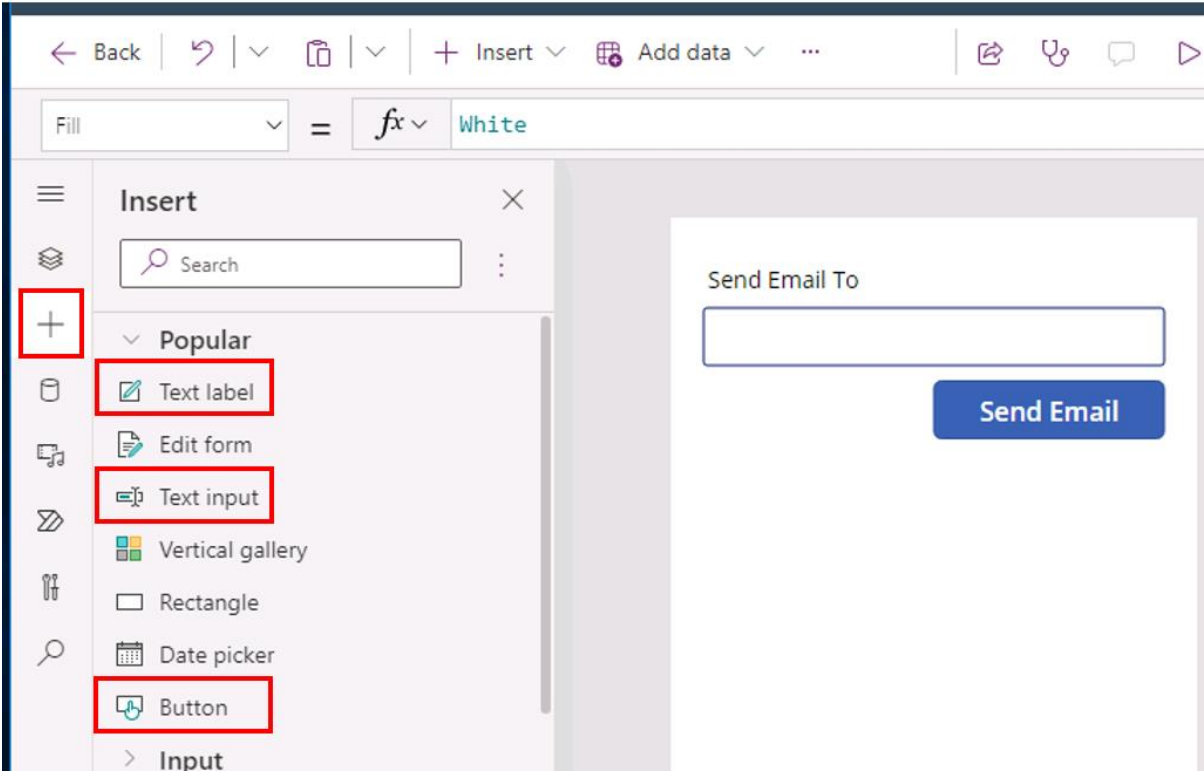 Back Insert Add data ...
Fill = fx White
Insert
Search
Popular
Text label
Edit form
Text input
Vertical gallery
Rectangle
Date picker
Button
Input
Send Email To
Send Email